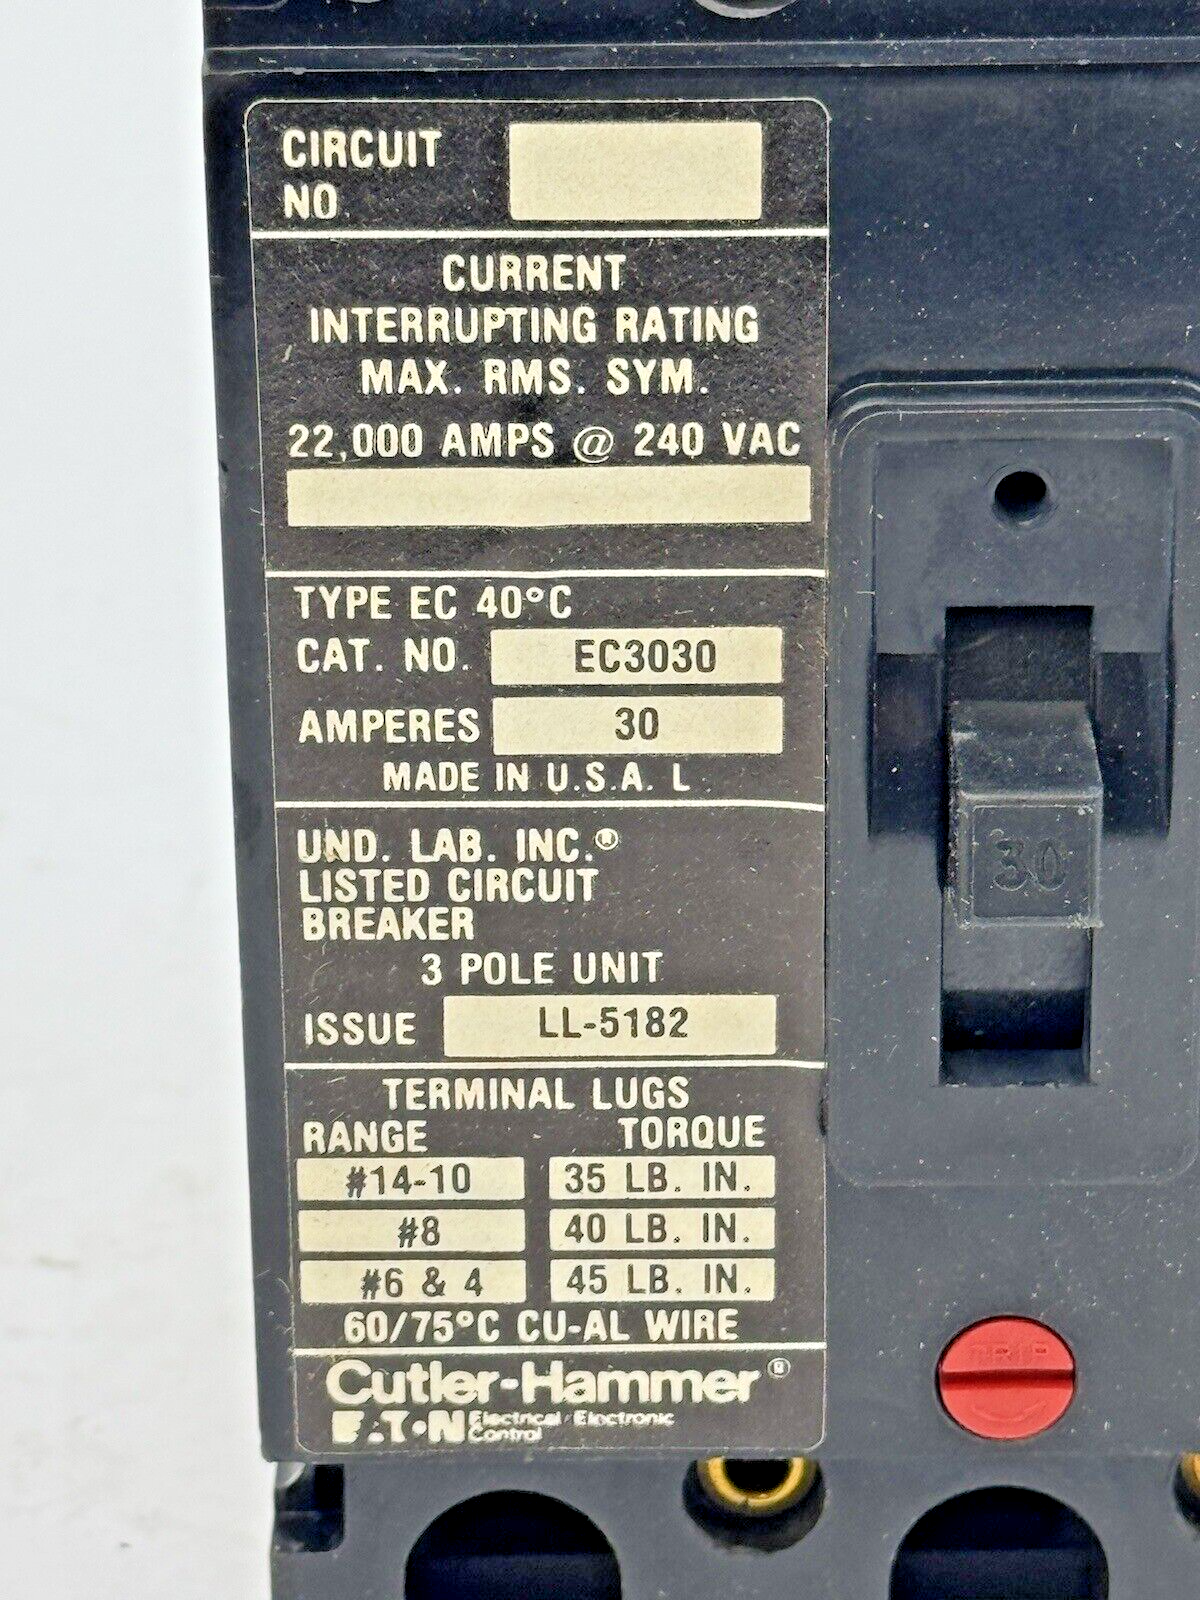 CIRCUIT
NO
CURRENT
INTERRUPTING RATING
MAX. RMS. SYM.
22,000 AMPS @ 240 VAC
TYPE EC 40°C
CAT. NO. EC3030
AMPERES 30
MADE IN U.S.A. L
UND. LAB. INC.®
LISTED CIRCUIT
BREAKER
3 POLE UNIT
ISSUE LL-5182
TERMINAL LUGS
RANGE TORQUE
#14-10 35 LB. IN.
#8 40 LB. IN.
#6 & 4 45 LB. IN.
60/75°C CU-AL WIRE
Cutler-Hammer®
EATON Electrical/Electronic
Control
30
TRIP